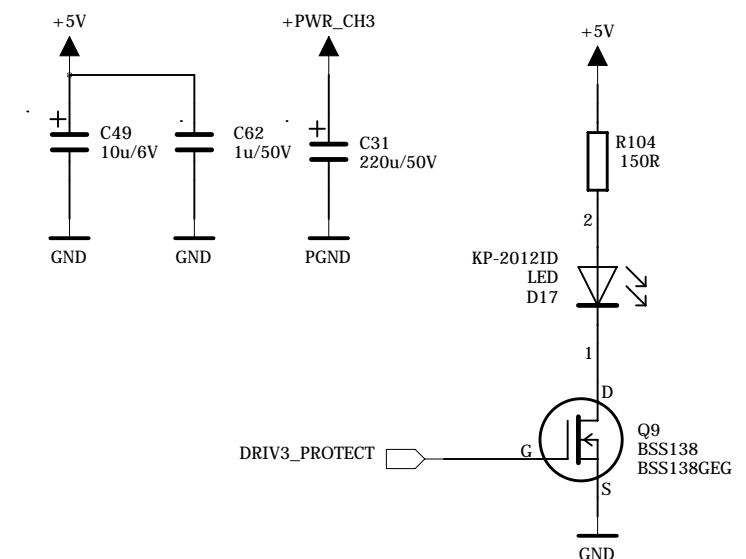 +5V
+PWR_CH3
+5V
+
C49
10u/6V
C62
1u/50V
+
C31
220u/50V
R104
150R
GND
GND
PGND
2
KP-2012ID
LED
D17
1
D
DRIV3_PROTECT
G
Q9
BSS138
BSS138GEG
S
GND